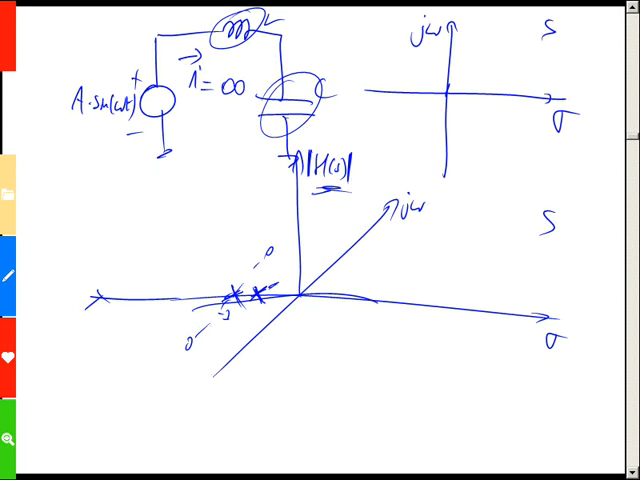 A·sin(ωt)
+
−
i = ∞
L
C
jω
S
σ
|H(s)|
jω
S
σ